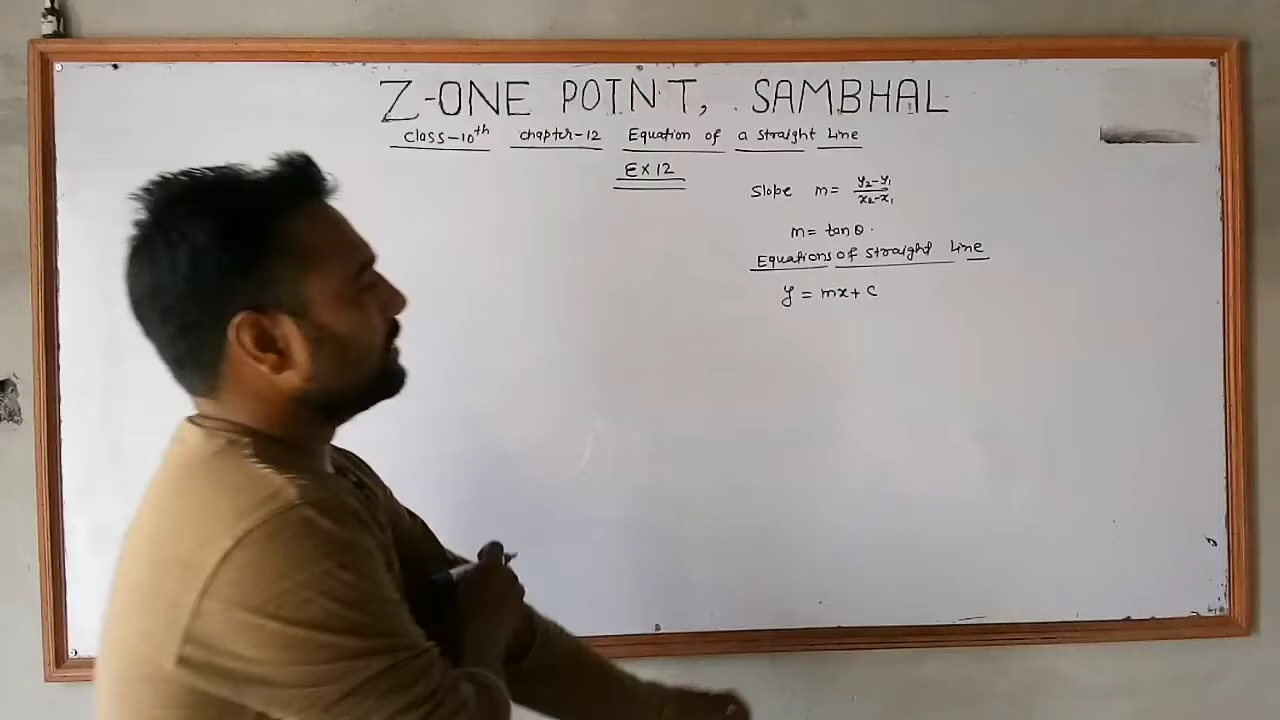 Z-ONE POINT, SAMBHAL
Class-10th chapter-12 Equation of a straight Line
EX 12
Slope m = y₂-y₁/x₂-x₁
m = tan θ.
Equations of straight Line
y = mx + c